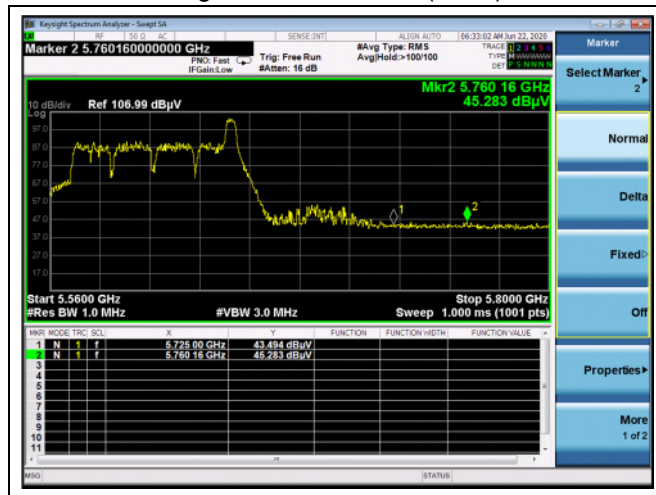 Keysight Spectrum Analyzer - Swept SA
RF 50 Ω AC SENSE:INT ALIGN AUTO 06:33:02 AM Jun 22, 2020
Marker 2 5.760160000000 GHz
PNO: Fast
IFGain:Low
Trig: Free Run
#Atten: 16 dB
#Avg Type: RMS
Avg|Hold:>100/100
TRACE 1 2 3 4 5 6
TYPE
DET P S N N N N
Mkr2 5.760 16 GHz
45.283 dBµV
10 dB/div Ref 106.99 dBµV
Log
97.0
87.0
77.0
67.0
57.0
47.0
37.0
27.0
17.0
1
2
Start 5.5600 GHz Stop 5.8000 GHz
#Res BW 1.0 MHz #VBW 3.0 MHz Sweep 1.000 ms (1001 pts)
MKR MODE TRC SCL X Y FUNCTION FUNCTION WIDTH FUNCTION VALUE
1 N 1 f 5.725 00 GHz 43.494 dBµV
2 N 1 f 5.760 16 GHz 45.283 dBµV
3
4
5
6
7
8
9
10
11
MSG STATUS
Marker
Select Marker
2
Normal
Delta
Fixed
Off
Properties
More
1 of 2